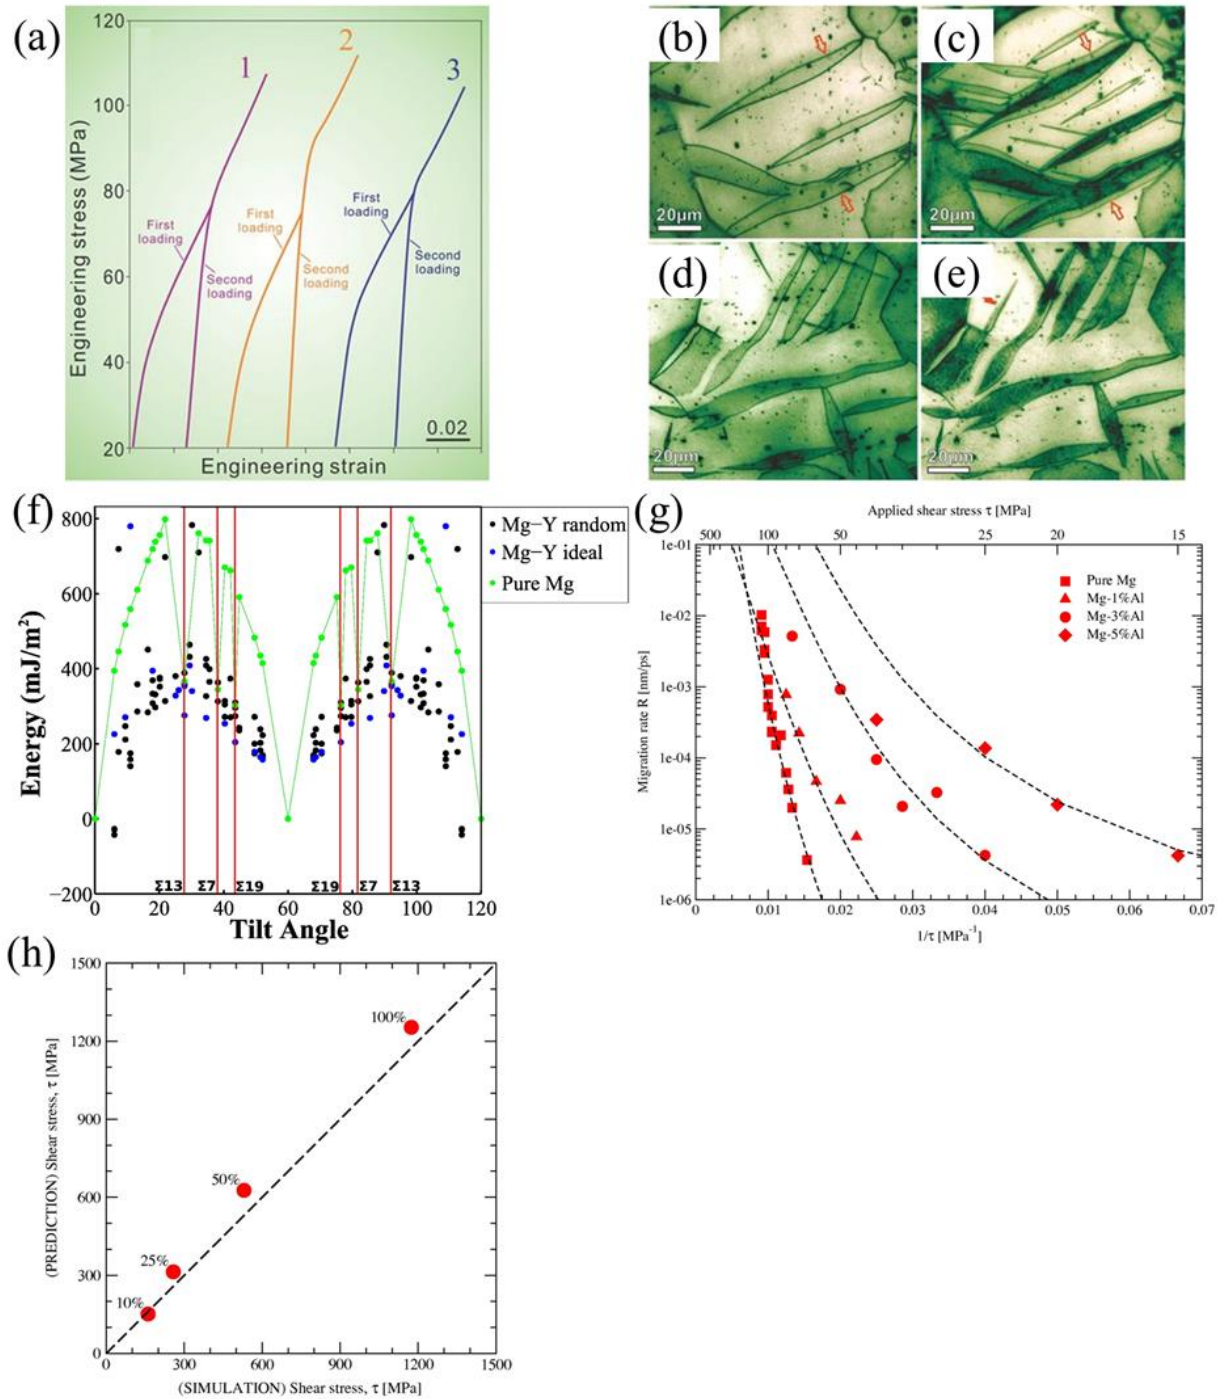 (a)
120
100
80
60
40
20
Engineering stress (MPa)
Engineering strain
1
2
3
First
loading
Second
loading
First
loading
Second
loading
First
loading
Second
loading
0.02
(b)
20μm
(c)
20μm
(d)
20μm
(e)
20μm
(f)
800
600
400
200
0
−200
Energy (mJ/m²)
Mg−Y random
Mg−Y ideal
Pure Mg
Σ13
Σ7
Σ19
Σ19
Σ7
Σ13
0 20 40 60 80 100 120
Tilt Angle
(g)
Applied shear stress τ [MPa]
500 100 50 25 20 15
1e-01
1e-02
1e-03
1e-04
1e-05
1e-06
Migration rate R [nm/ps]
Pure Mg
Mg-1%Al
Mg-3%Al
Mg-5%Al
0 0.01 0.02 0.03 0.04 0.05 0.06 0.07
1/τ [MPa⁻¹]
(h)
1500
1200
900
600
300
0
(PREDICTION) Shear stress, τ [MPa]
100%
50%
25%
10%
0 300 600 900 1200 1500
(SIMULATION) Shear stress, τ [MPa]